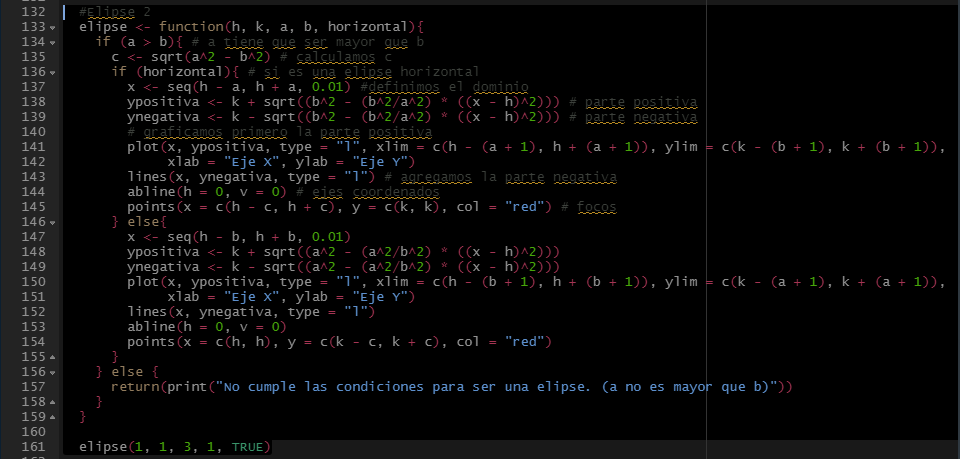 132 #Elipse 2
133 elipse <- function(h, k, a, b, horizontal){
134 if (a > b){ # a tiene que ser mayor que b
135 c <- sqrt(a^2 - b^2) # calculamos c
136 if (horizontal){ # si es una elipse horizontal
137 x <- seq(h - a, h + a, 0.01) #definimos el dominio
138 ypositiva <- k + sqrt((b^2 - (b^2/a^2) * ((x - h)^2))) # parte positiva
139 ynegativa <- k - sqrt((b^2 - (b^2/a^2) * ((x - h)^2))) # parte negativa
140 # graficamos primero la parte positiva
141 plot(x, ypositiva, type = "l", xlim = c(h - (a + 1), h + (a + 1)), ylim = c(k - (b + 1), k + (b + 1)),
142 xlab = "Eje X", ylab = "Eje Y")
143 lines(x, ynegativa, type = "l") # agregamos la parte negativa
144 abline(h = 0, v = 0) # ejes coordenados
145 points(x = c(h - c, h + c), y = c(k, k), col = "red") # focos
146 } else{
147 x <- seq(h - b, h + b, 0.01)
148 ypositiva <- k + sqrt((a^2 - (a^2/b^2) * ((x - h)^2)))
149 ynegativa <- k - sqrt((a^2 - (a^2/b^2) * ((x - h)^2)))
150 plot(x, ypositiva, type = "l", xlim = c(h - (b + 1), h + (b + 1)), ylim = c(k - (a + 1), k + (a + 1)),
151 xlab = "Eje X", ylab = "Eje Y")
152 lines(x, ynegativa, type = "l")
153 abline(h = 0, v = 0)
154 points(x = c(h, h), y = c(k - c, k + c), col = "red")
155 }
156 } else {
157 return(print("No cumple las condiciones para ser una elipse. (a no es mayor que b)"))
158 }
159 }
160
161 elipse(1, 1, 3, 1, TRUE)